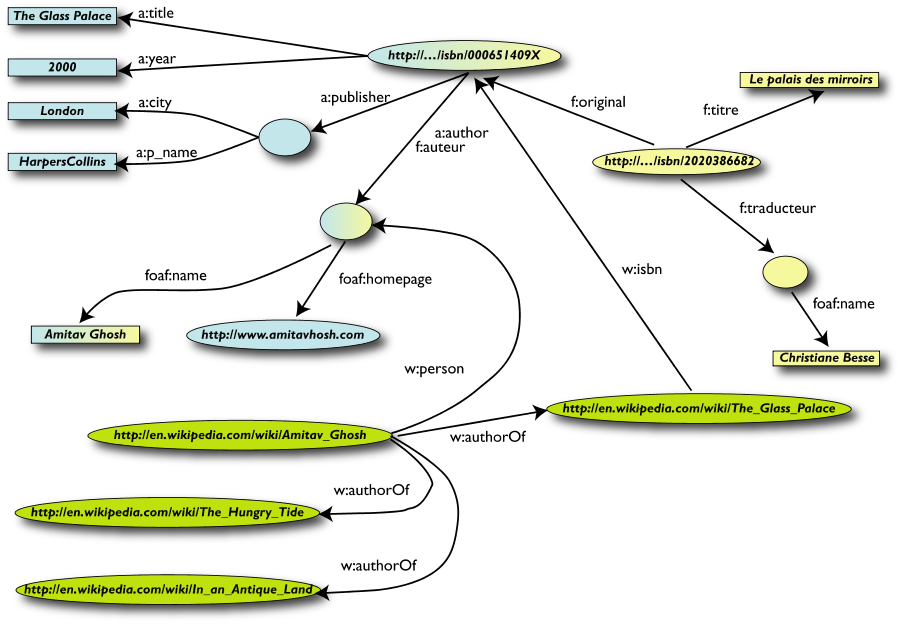 The Glass Palace
a:title
http://…/isbn/000651409X
2000
a:year
Le palais des mirroirs
London
a:city
a:publisher
f:original
f:titre
a:author
f:auteur
HarpersCollins
a:p_name
http://…/isbn/2020386682
f:traducteur
foaf:name
foaf:homepage
w:isbn
foaf:name
Amitav Ghosh
http://www.amitavhosh.com
Christiane Besse
w:person
http://en.wikipedia.com/wiki/The_Glass_Palace
http://en.wikipedia.com/wiki/Amitav_Ghosh
w:authorOf
w:authorOf
http://en.wikipedia.com/wiki/The_Hungry_Tide
w:authorOf
http://en.wikipedia.com/wiki/In_an_Antique_Land